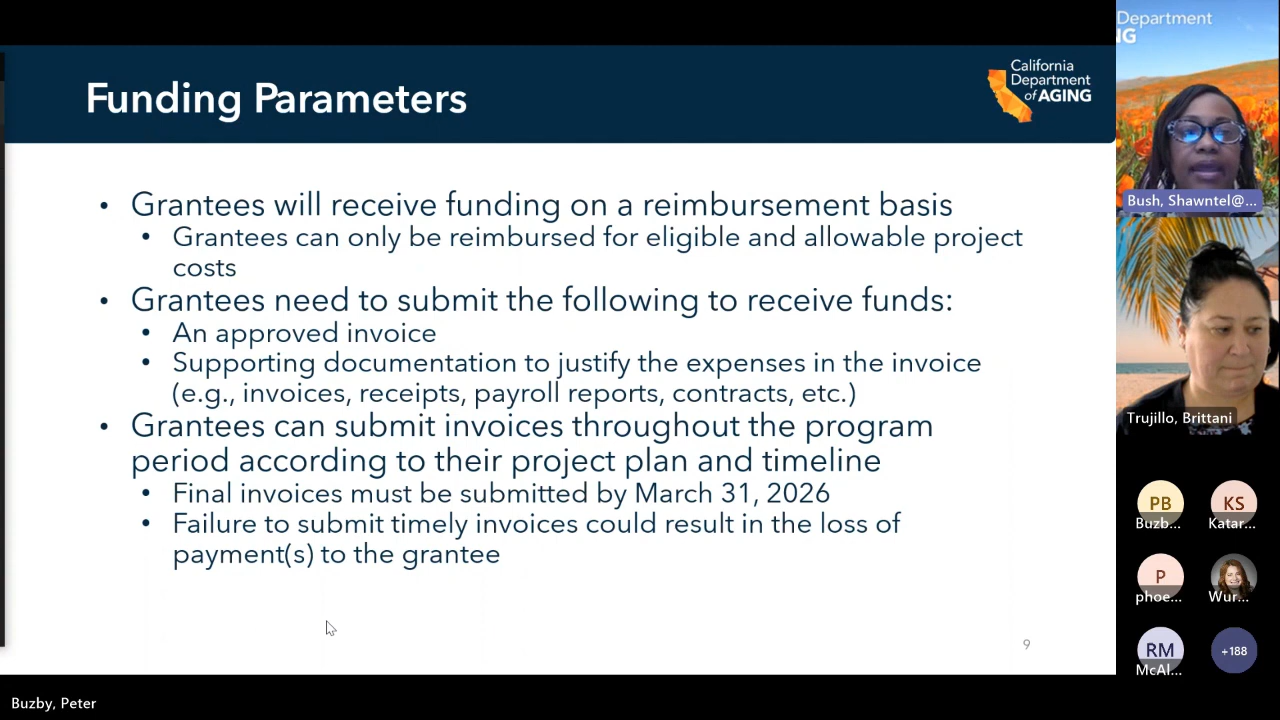 Funding Parameters
California
Department
of AGING
• Grantees will receive funding on a reimbursement basis
• Grantees can only be reimbursed for eligible and allowable project
costs
• Grantees need to submit the following to receive funds:
• An approved invoice
• Supporting documentation to justify the expenses in the invoice
(e.g., invoices, receipts, payroll reports, contracts, etc.)
• Grantees can submit invoices throughout the program
period according to their project plan and timeline
• Final invoices must be submitted by March 31, 2026
• Failure to submit timely invoices could result in the loss of
payment(s) to the grantee
9
Department
NG
Bush, Shawntel@...
Trujillo, Brittani
PB
Buzb...
KS
Katar...
P
phoe...
Wur...
RM
McAl...
+188
Buzby, Peter